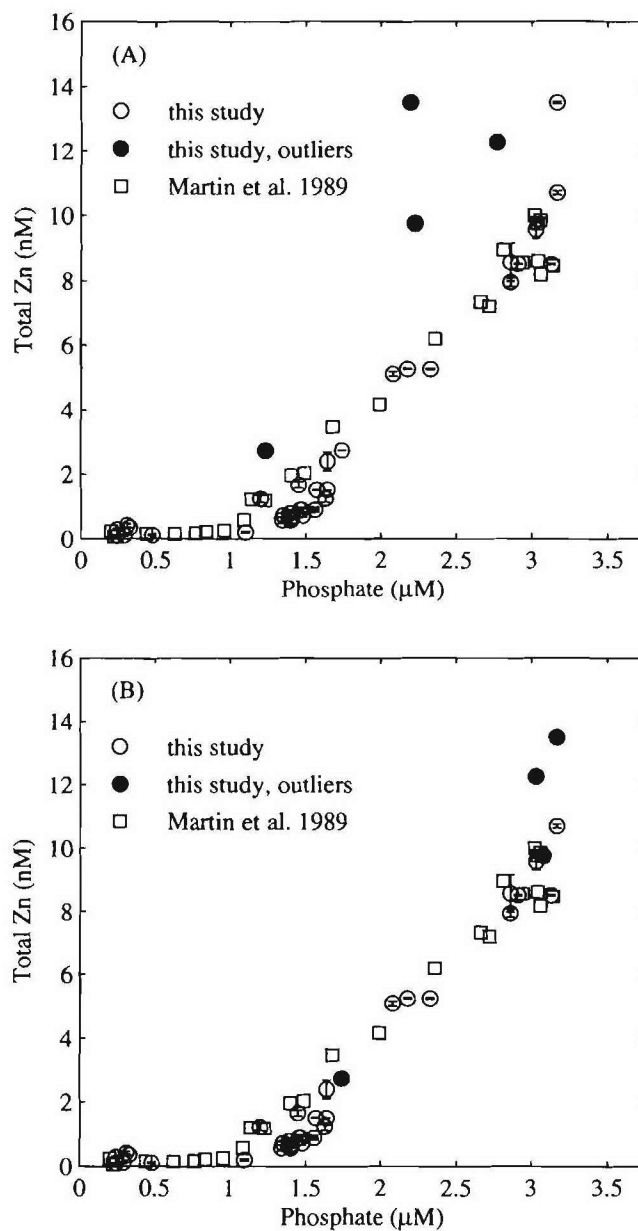 16
(A)
14
this study
12
this study, outliers
Martin et al. 1989
10
Total Zn (nM)
8
6
4
2
0
0 0.5 1 1.5 2 2.5 3 3.5
Phosphate (μM)
16
(B)
14
this study
12
this study, outliers
Martin et al. 1989
10
Total Zn (nM)
8
6
4
2
0
0 0.5 1 1.5 2 2.5 3 3.5
Phosphate (μM)